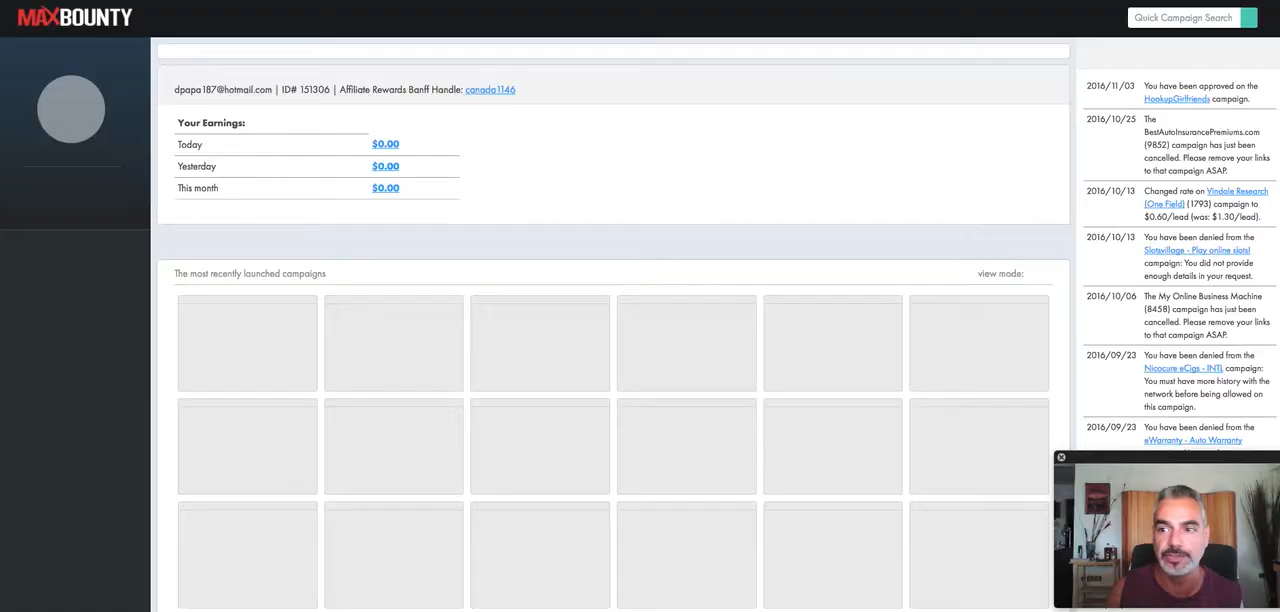 MAXBOUNTY
Quick Campaign Search
dpapa187@hotmail.com | ID# 151306 | Affiliate Rewards Banff Handle: canada1146
Your Earnings:
Today $0.00
Yesterday $0.00
This month $0.00
The most recently launched campaigns
view mode:
2016/11/03 You have been approved on the
HookupGirlfriends campaign.
2016/10/25 The
BestAutoInsurancePremiums.com
(9852) campaign has just been
cancelled. Please remove your links
to that campaign ASAP.
2016/10/13 Changed rate on Vindale Research
(One Field) (1793) campaign to
$0.60/lead (was: $1.30/lead).
2016/10/13 You have been denied from the
Slotsvillage - Play online slots!
campaign: You did not provide
enough details in your request.
2016/10/06 The My Online Business Machine
(8458) campaign has just been
cancelled. Please remove your links
to that campaign ASAP.
2016/09/23 You have been denied from the
Nicocure eCigs - INTL campaign:
You must have more history with the
network before being allowed on
this campaign.
2016/09/23 You have been denied from the
eWarranty - Auto Warranty